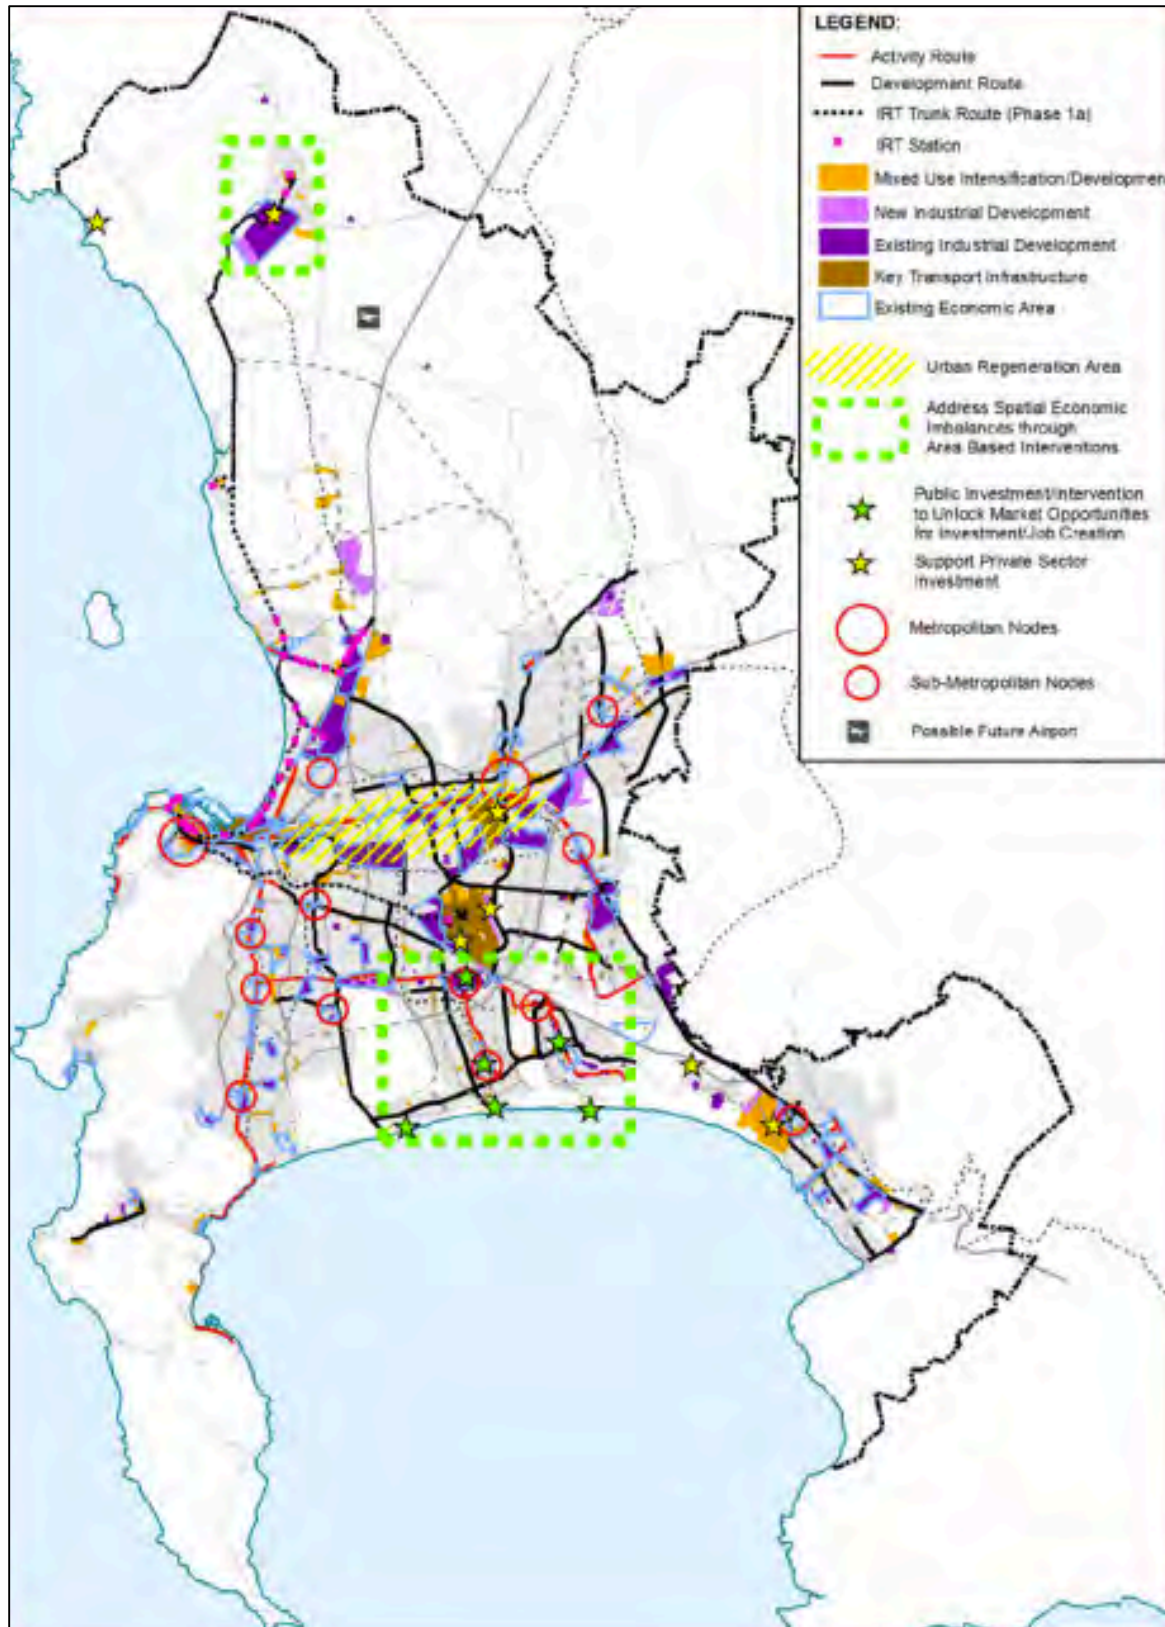 LEGEND:
Activity Route
Development Route
IRT Trunk Route (Phase 1a)
IRT Station
Mixed Use Intensification/Developmen
New Industrial Development
Existing Industrial Development
Key Transport Infrastructure
Existing Economic Area
Urban Regeneration Area
Address Spatial Economic
Imbalances through
Area Based Interventions
Public Investment/Intervention
to Unlock Market Opportunities
for Investment/Job Creation
Support Private Sector
Investment
Metropolitan Nodes
Sub-Metropolitan Nodes
Possible Future Airport